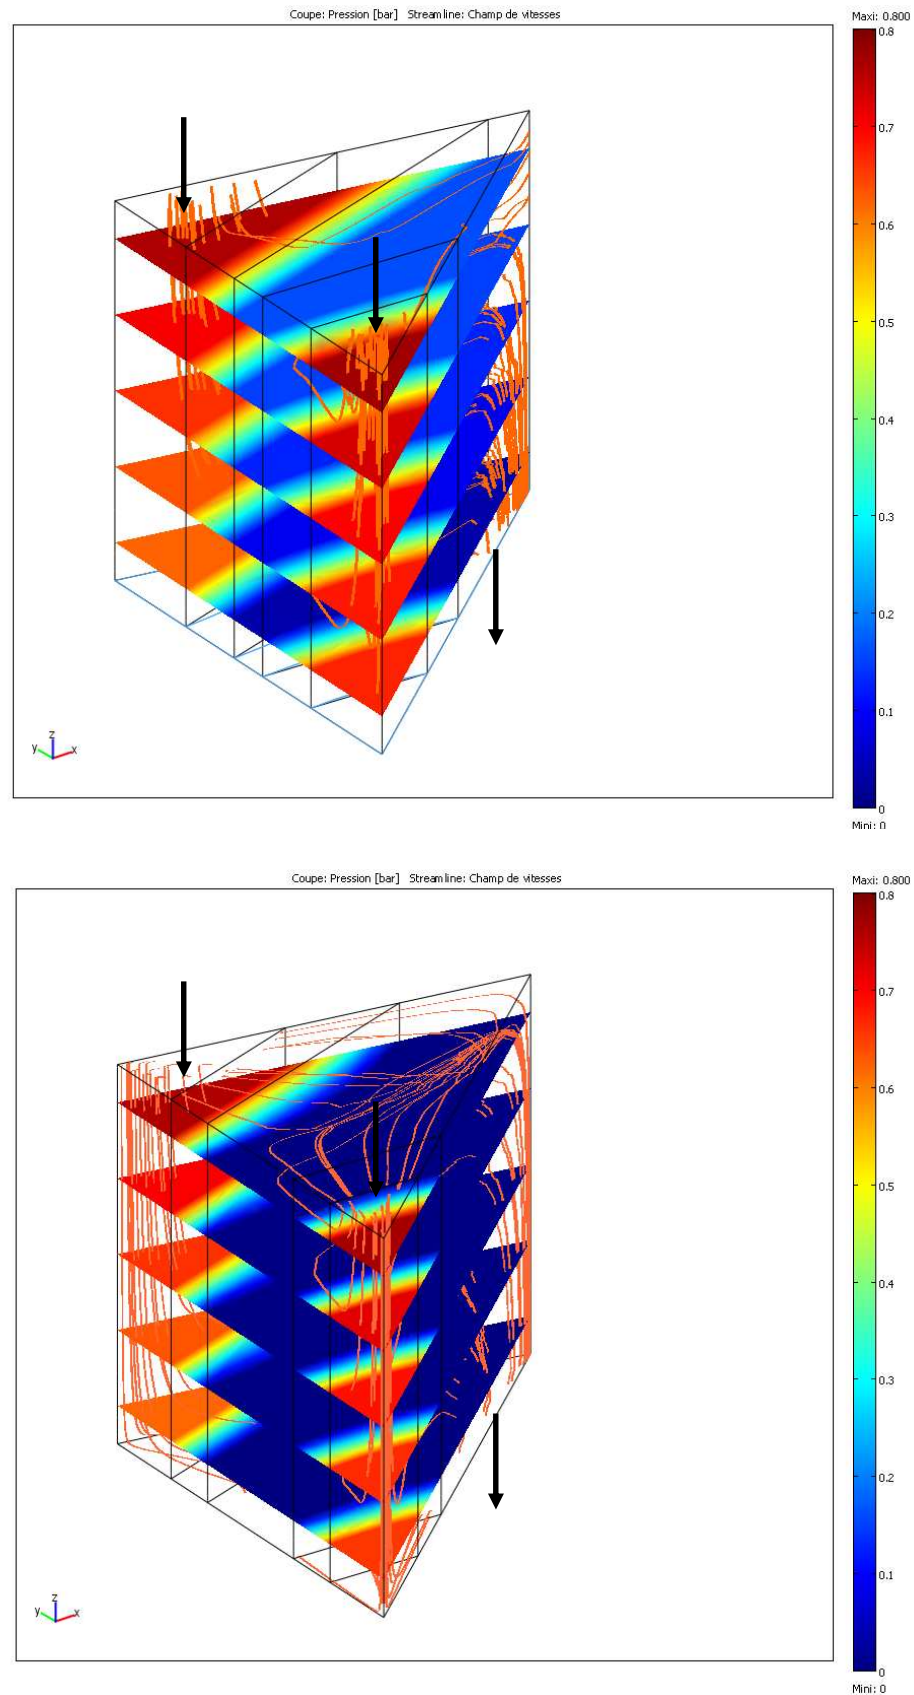 Coupe: Pression [bar] Streamline: Champ de vitesses
Maxi: 0.800
0.8
0.7
0.6
0.5
0.4
0.3
0.2
0.1
0
Mini: 0
z
y
x
Coupe: Pression [bar] Streamline: Champ de vitesses
Maxi: 0.800
0.8
0.7
0.6
0.5
0.4
0.3
0.2
0.1
0
Mini: 0
z
y
x